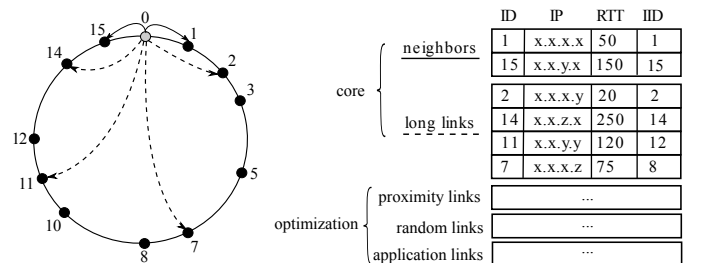 ID IP RTT IID
neighbors
1 x.x.x.x 50 1
15 x.x.y.x 150 15
core
long links
2 x.x.x.y 20 2
14 x.x.z.x 250 14
11 x.x.y.y 120 12
7 x.x.x.z 75 8
optimization
proximity links ...
random links ...
application links ...
0
1
2
3
5
7
8
10
11
12
14
15